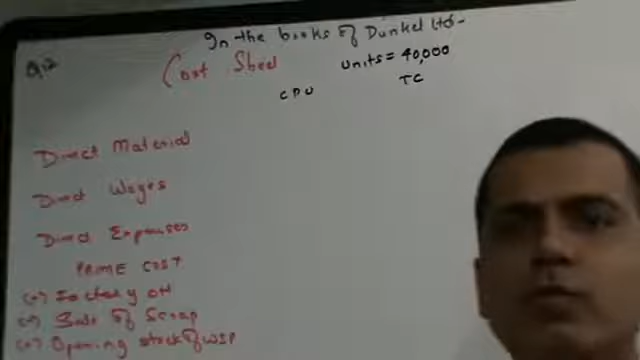 In the books of Dunkel Ltd-
Q.12
Cost Sheet
Units = 40,000
CPU
TC
Direct Material
Direct Wages
Direct Expenses
PRIME COST
(+) Factory OH
(-) Sale of Scrap
(+) Opening stock of WIP